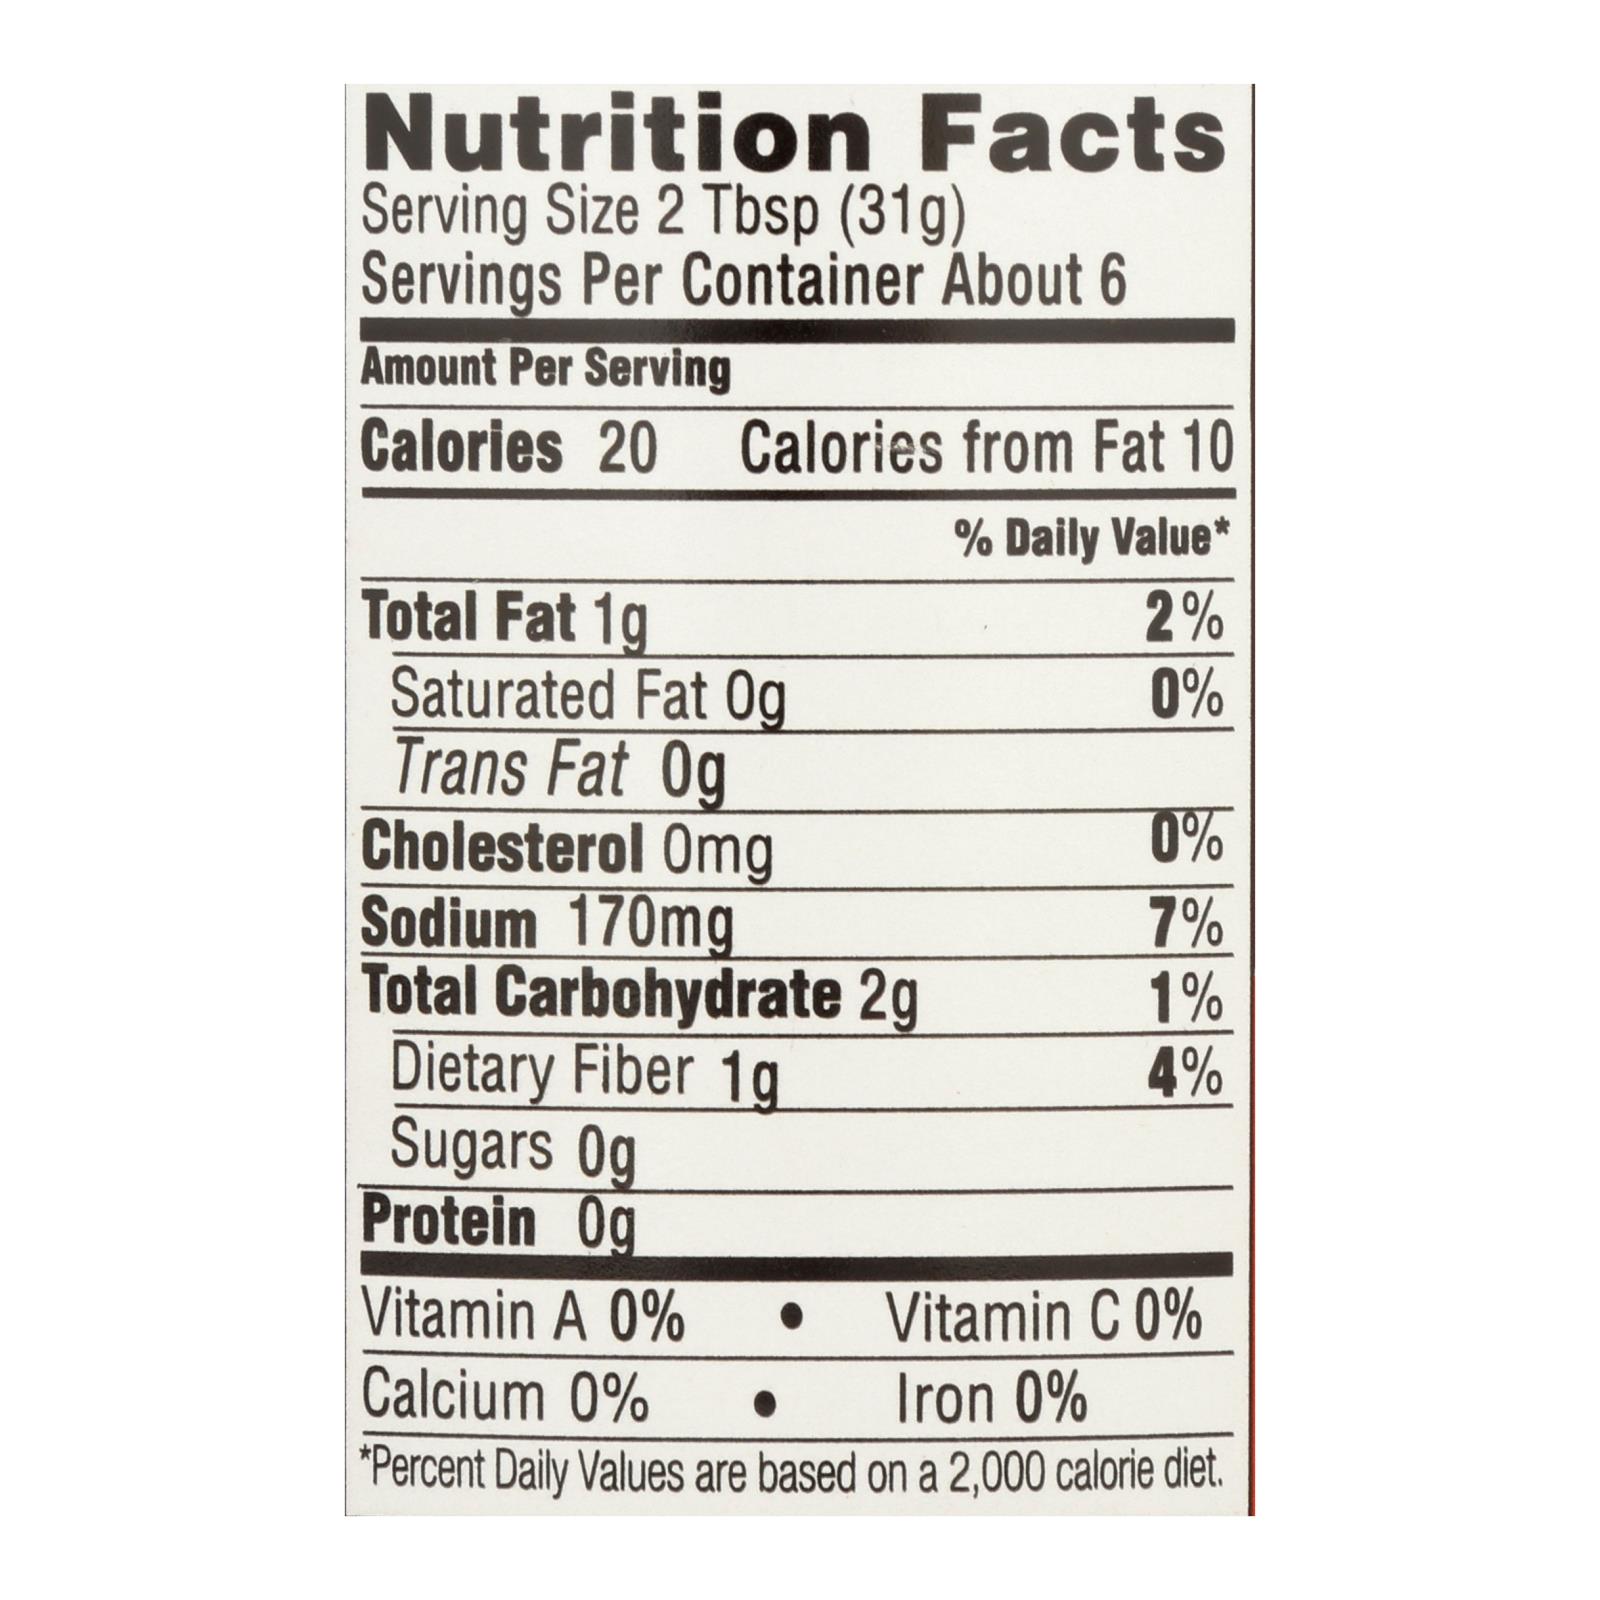 Nutrition Facts
Serving Size 2 Tbsp (31g)
Servings Per Container About 6
Amount Per Serving
Calories 20 Calories from Fat 10
% Daily Value*
Total Fat 1g 2%
Saturated Fat 0g 0%
Trans Fat 0g
Cholesterol 0mg 0%
Sodium 170mg 7%
Total Carbohydrate 2g 1%
Dietary Fiber 1g 4%
Sugars 0g
Protein 0g
Vitamin A 0% • Vitamin C 0%
Calcium 0% • Iron 0%
*Percent Daily Values are based on a 2,000 calorie diet.